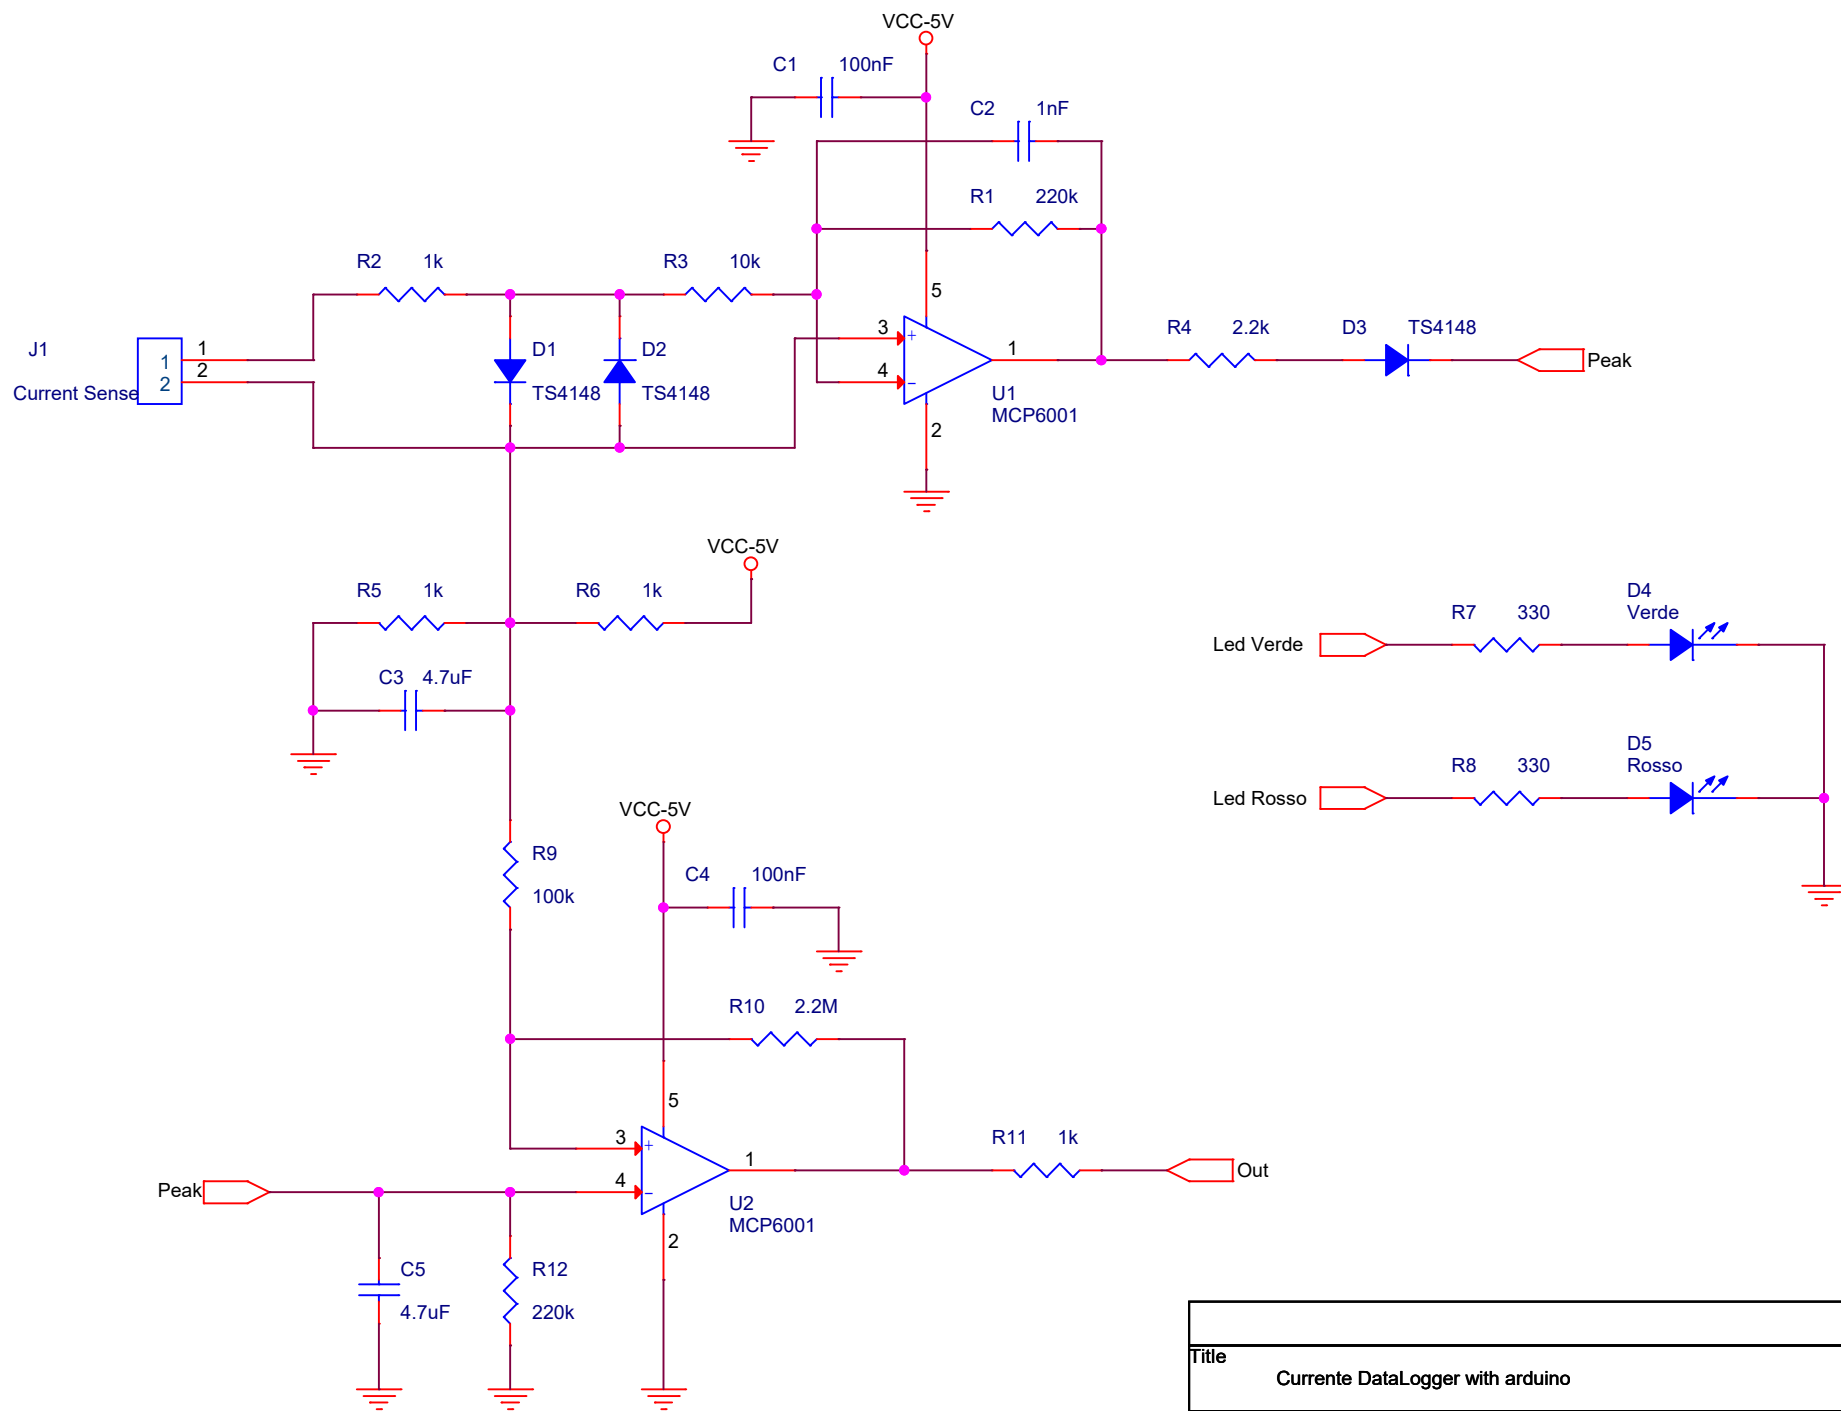 VCC-5V
C1 100nF
C2 1nF
R1 220k
R2 1k
R3 10k
5
J1
1
1
2
2
Current Sense
D1
TS4148
D2
TS4148
3
+
4
-
1
U1
MCP6001
2
R4 2.2k
D3 TS4148
Peak
VCC-5V
R5 1k
R6 1k
C3 4.7uF
R7 330
D4
Verde
Led Verde
R8 330
D5
Rosso
Led Rosso
VCC-5V
R9
100k
C4 100nF
R10 2.2M
5
3
+
4
-
1
U2
MCP6001
2
R11 1k
Out
Peak
C5
4.7uF
R12
220k
Title
Currente DataLogger with arduino